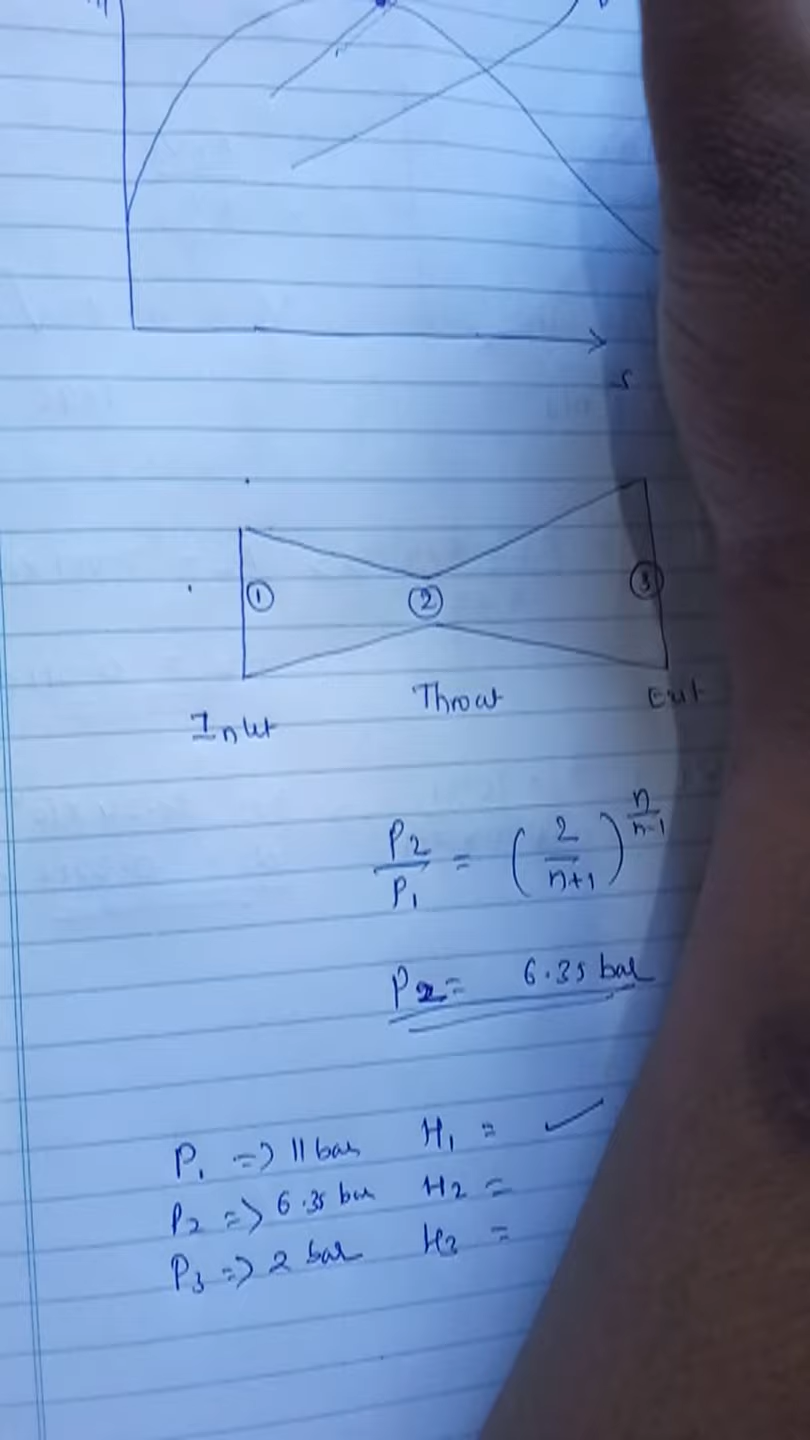 s
① ② ③
Inlet Throat Exit
P₂/P₁ = (2/n+1)^(n/n-1)
P₂ = 6.35 bar
P₁ => 11 bar H₁ = ✓
P₂ => 6.35 bar H₂ =
P₃ => 2 bar H₃ =